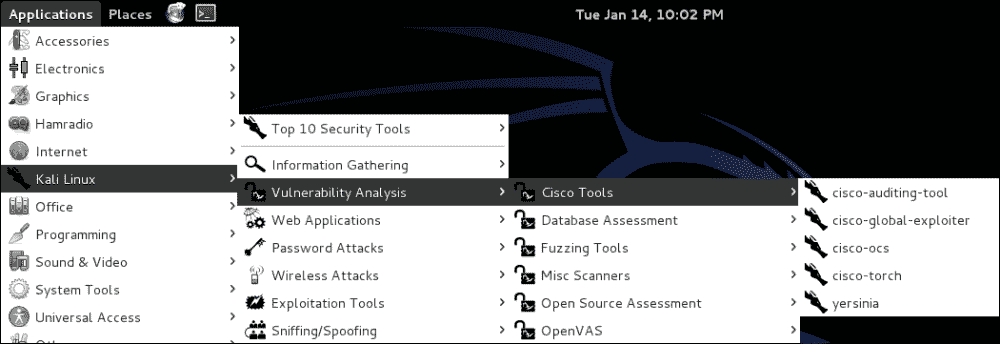 Applications Places Tue Jan 14, 10:02 PM
Accessories
Electronics
Graphics
Hamradio
Internet
Kali Linux
Office
Programming
Sound & Video
System Tools
Universal Access
Top 10 Security Tools
Information Gathering
Vulnerability Analysis
Web Applications
Password Attacks
Wireless Attacks
Exploitation Tools
Sniffing/Spoofing
Cisco Tools
Database Assessment
Fuzzing Tools
Misc Scanners
Open Source Assessment
OpenVAS
cisco-auditing-tool
cisco-global-exploiter
cisco-ocs
cisco-torch
yersinia